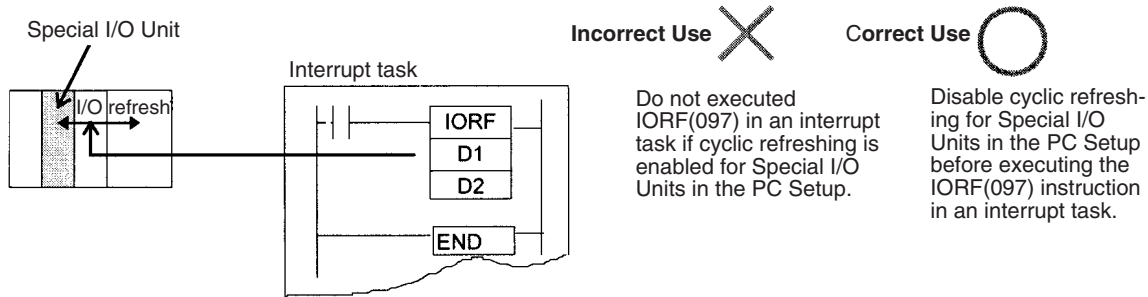 Special I/O Unit
I/O refresh
Interrupt task
IORF
D1
D2
END
Incorrect Use
Do not executed
IORF(097) in an interrupt
task if cyclic refreshing is
enabled for Special I/O
Units in the PC Setup.
Correct Use
Disable cyclic refresh-
ing for Special I/O
Units in the PC Setup
before executing the
IORF(097) instruction
in an interrupt task.